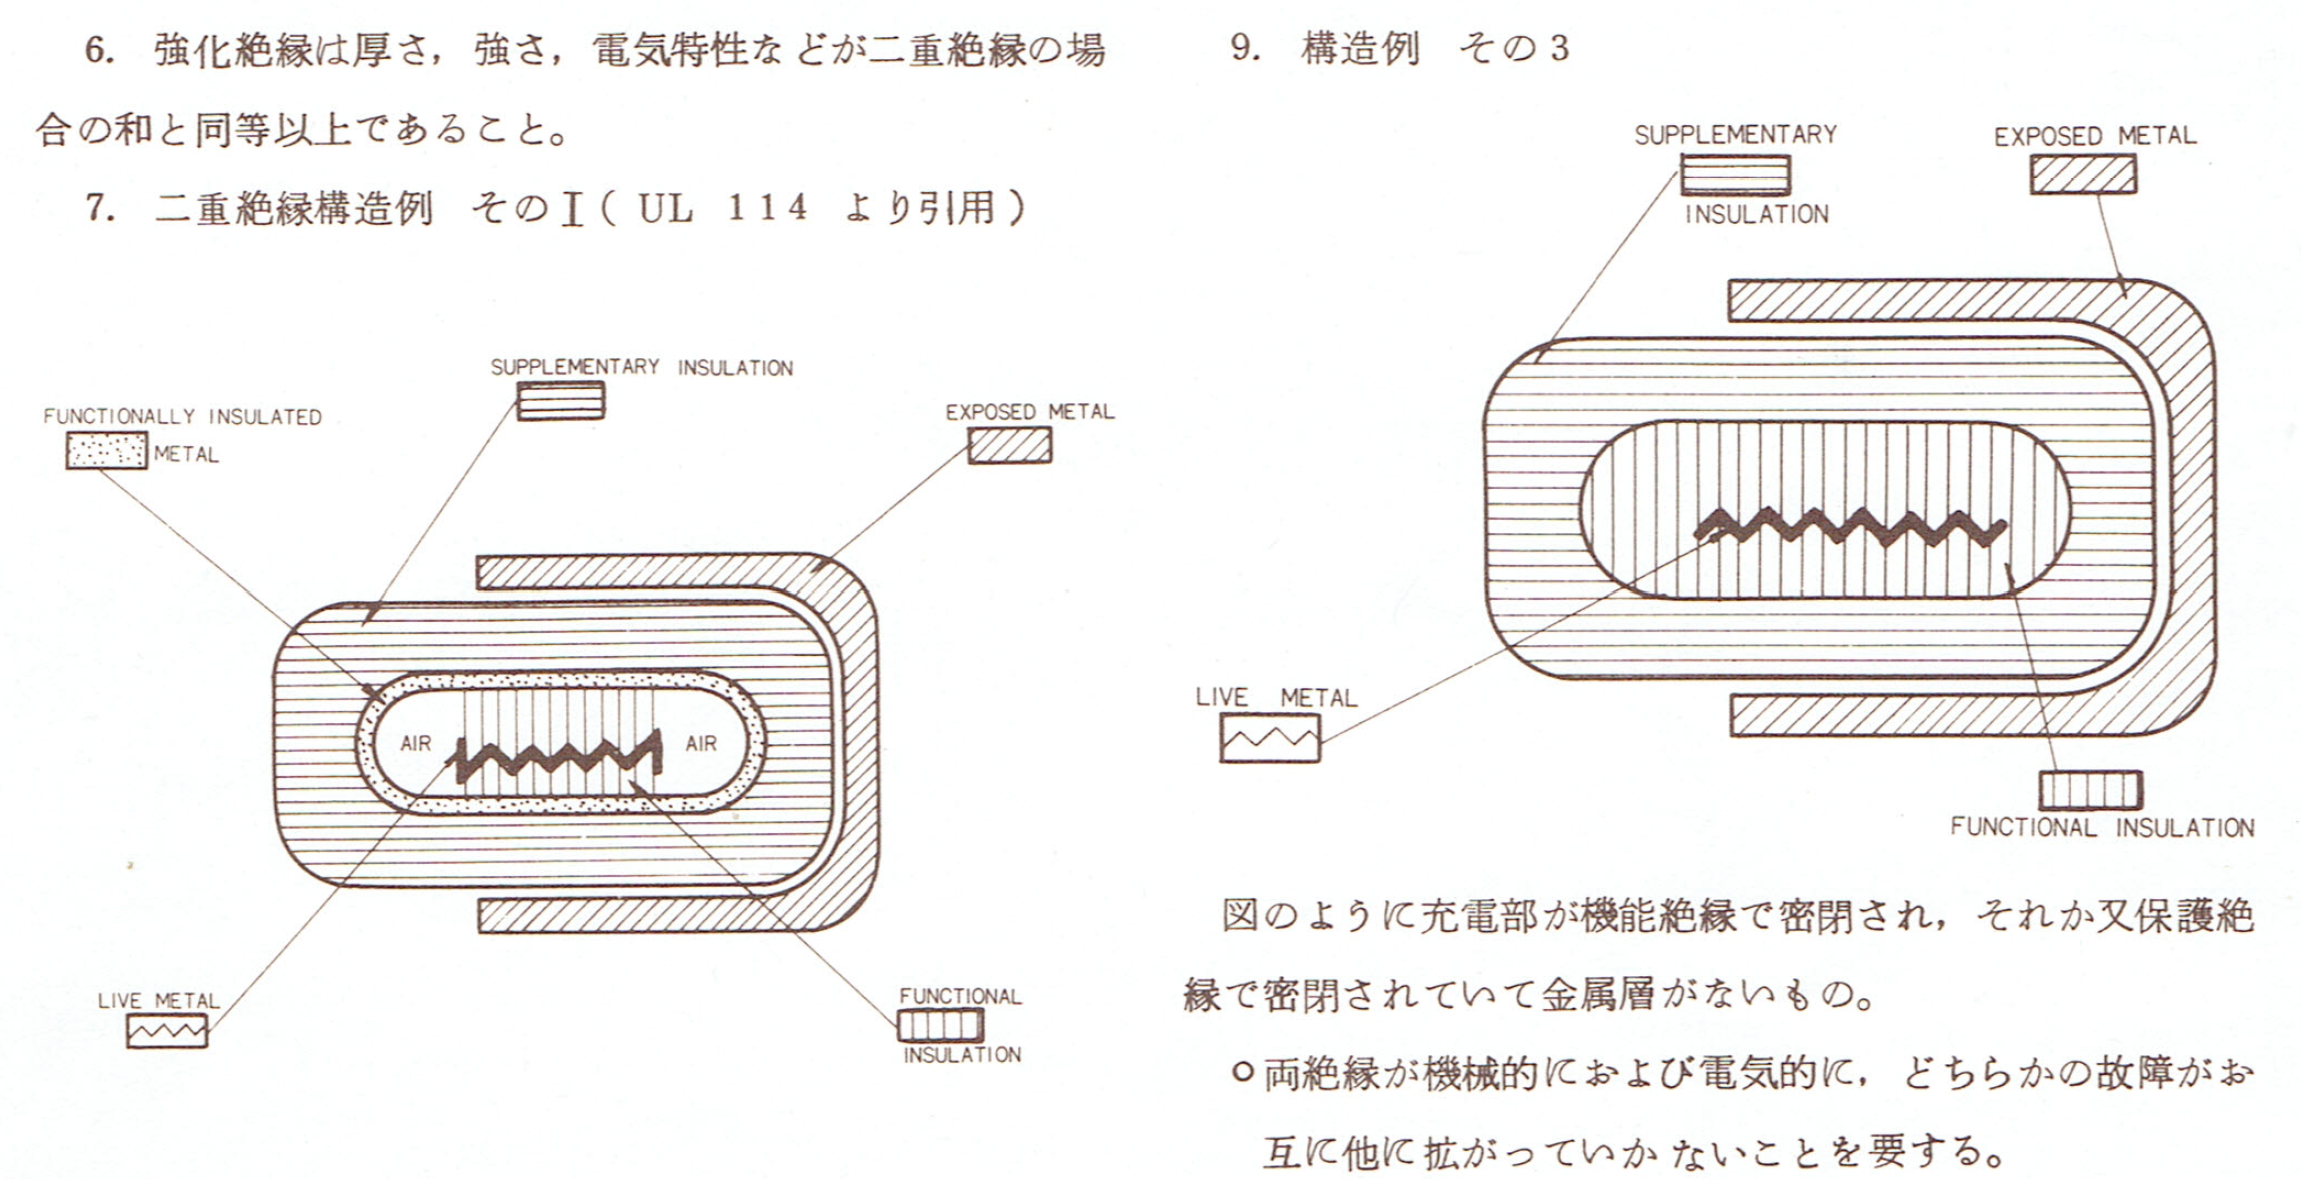 6. 強化絶縁は厚さ，強さ，電気特性などが二重絶縁の場
合の和と同等以上であること。
7. 二重絶縁構造例 そのI( UL 114 より引用 )
SUPPLEMENTARY INSULATION
FUNCTIONALLY INSULATED
METAL
EXPOSED METAL
AIR
AIR
LIVE METAL
FUNCTIONAL
INSULATION
9. 構造例 その3
SUPPLEMENTARY
INSULATION
EXPOSED METAL
LIVE METAL
FUNCTIONAL INSULATION
図のように充電部が機能絶縁で密閉され，それか又保護絶
縁で密閉されていて金属層がないもの。
○両絶縁が機械的におよび電気的に，どちらかの故障がお
互に他に拡がっていかないことを要する。